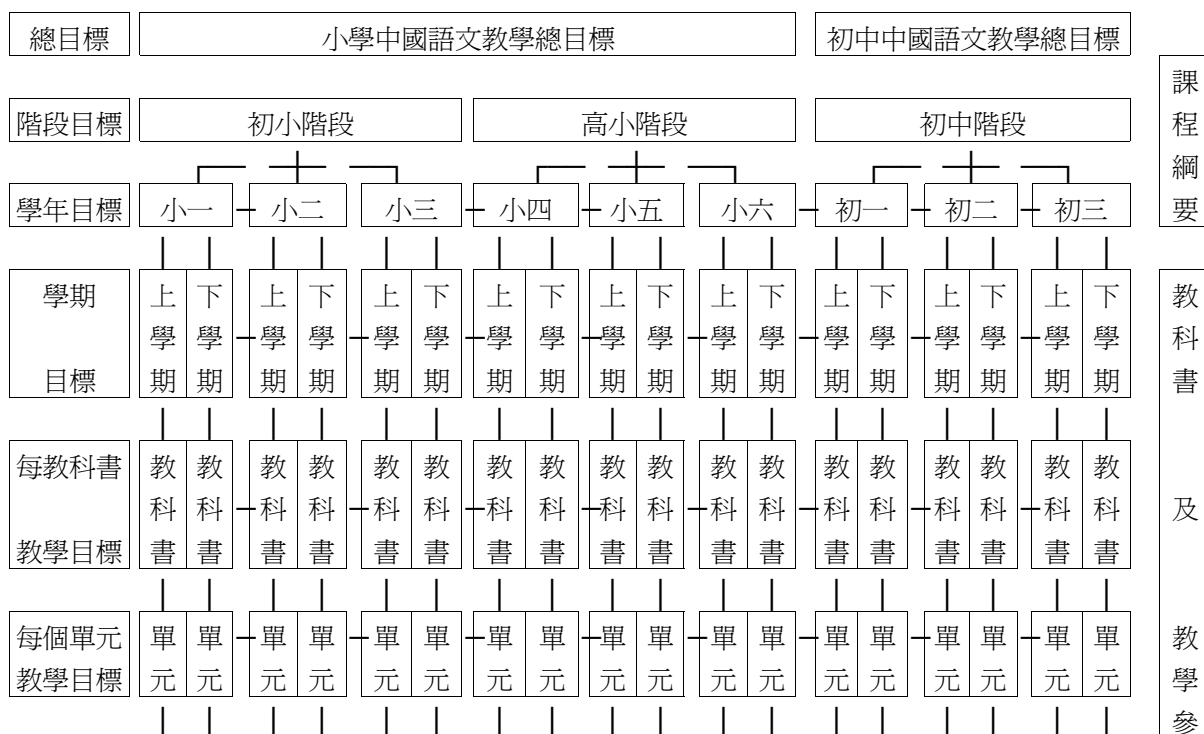 總目標 小學中國語文教學總目標 初中中國語文教學總目標
階段目標 初小階段 高小階段 初中階段
學年目標 小一 小二 小三 小四 小五 小六 初一 初二 初三
學期 上 下 上 下 上 下 上 下 上 下 上 下 上 下 上 下 上 下
學 學 學 學 學 學 學 學 學 學 學 學 學 學 學 學 學 學
目標 期 期 期 期 期 期 期 期 期 期 期 期 期 期 期 期 期 期
每教科書 教 教 教 教 教 教 教 教 教 教 教 教 教 教 教 教 教 教
科 科 科 科 科 科 科 科 科 科 科 科 科 科 科 科 科 科
教學目標 書 書 書 書 書 書 書 書 書 書 書 書 書 書 書 書 書 書
每個單元 單 單 單 單 單 單 單 單 單 單 單 單 單 單 單 單 單 單
教學目標 元 元 元 元 元 元 元 元 元 元 元 元 元 元 元 元 元 元
課程綱要
教科書及教學參